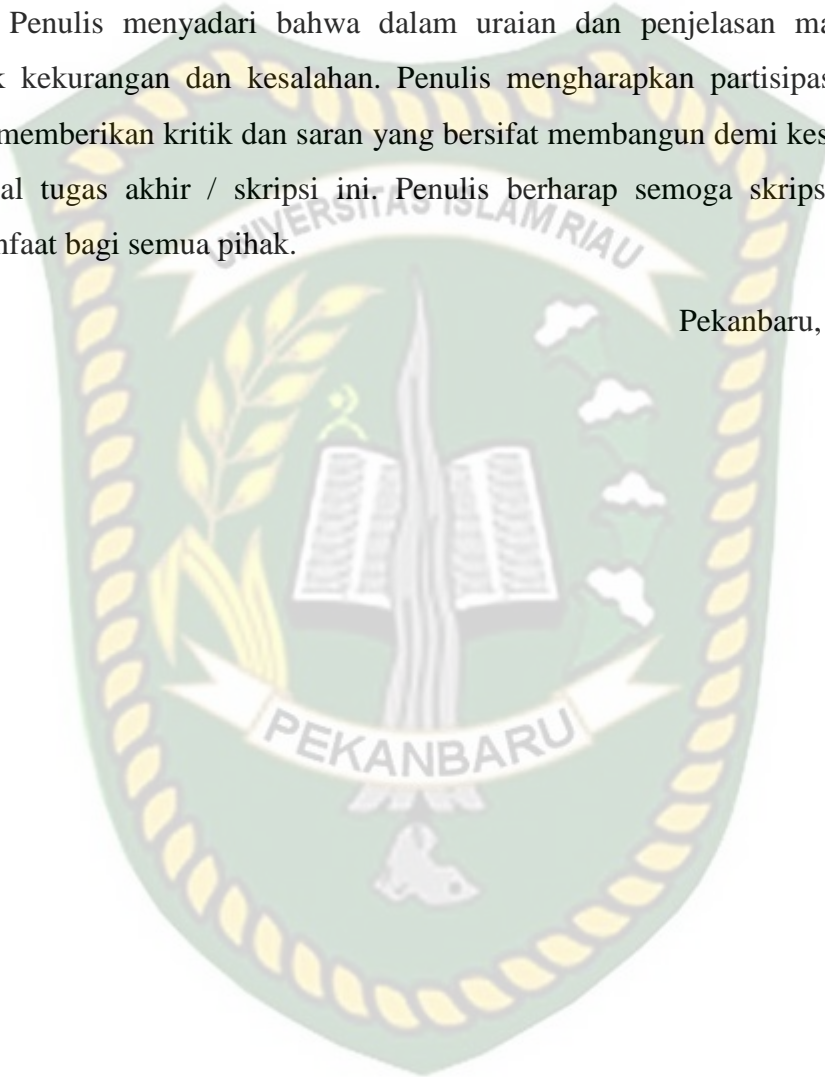 Penulis menyadari bahwa dalam uraian dan penjelasan ma
k kekurangan dan kesalahan. Penulis mengharapkan partisipas
memberikan kritik dan saran yang bersifat membangun demi kes
al tugas akhir / skripsi ini. Penulis berharap semoga skrips
nfaat bagi semua pihak.
UNIVERSITAS ISLAM RIAU
Pekanbaru,
PEKANBARU